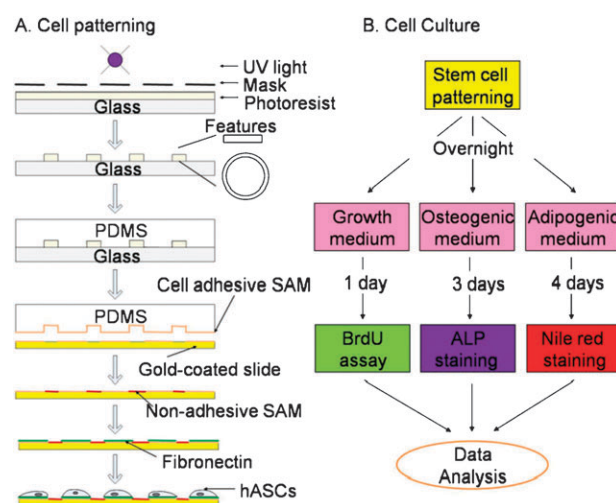 A. Cell patterning
UV light
Mask
Photoresist
Glass
Features
Glass
PDMS
Glass
Cell adhesive SAM
PDMS
Gold-coated slide
Non-adhesive SAM
Fibronectin
hASCs
B. Cell Culture
Stem cell
patterning
Overnight
Growth
medium
Osteogenic
medium
Adipogenic
medium
1 day
3 days
4 days
BrdU
assay
ALP
staining
Nile red
staining
Data
Analysis